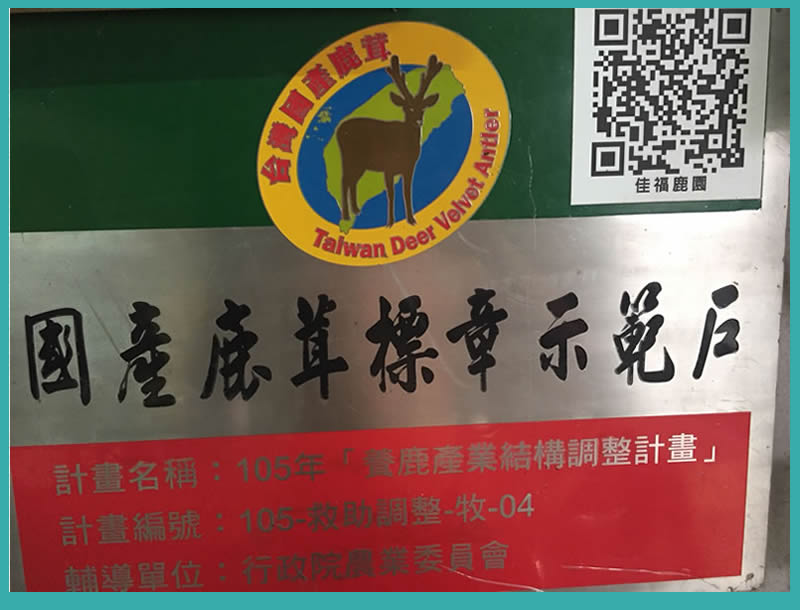 台灣國產鹿茸
Taiwan Deer Velvet Antler
佳福鹿園
國產鹿茸標章示範戶
計畫名稱：105年「養鹿產業結構調整計畫」
計畫編號：105-救助調整-牧-04
輔導單位：行政院農業委員會